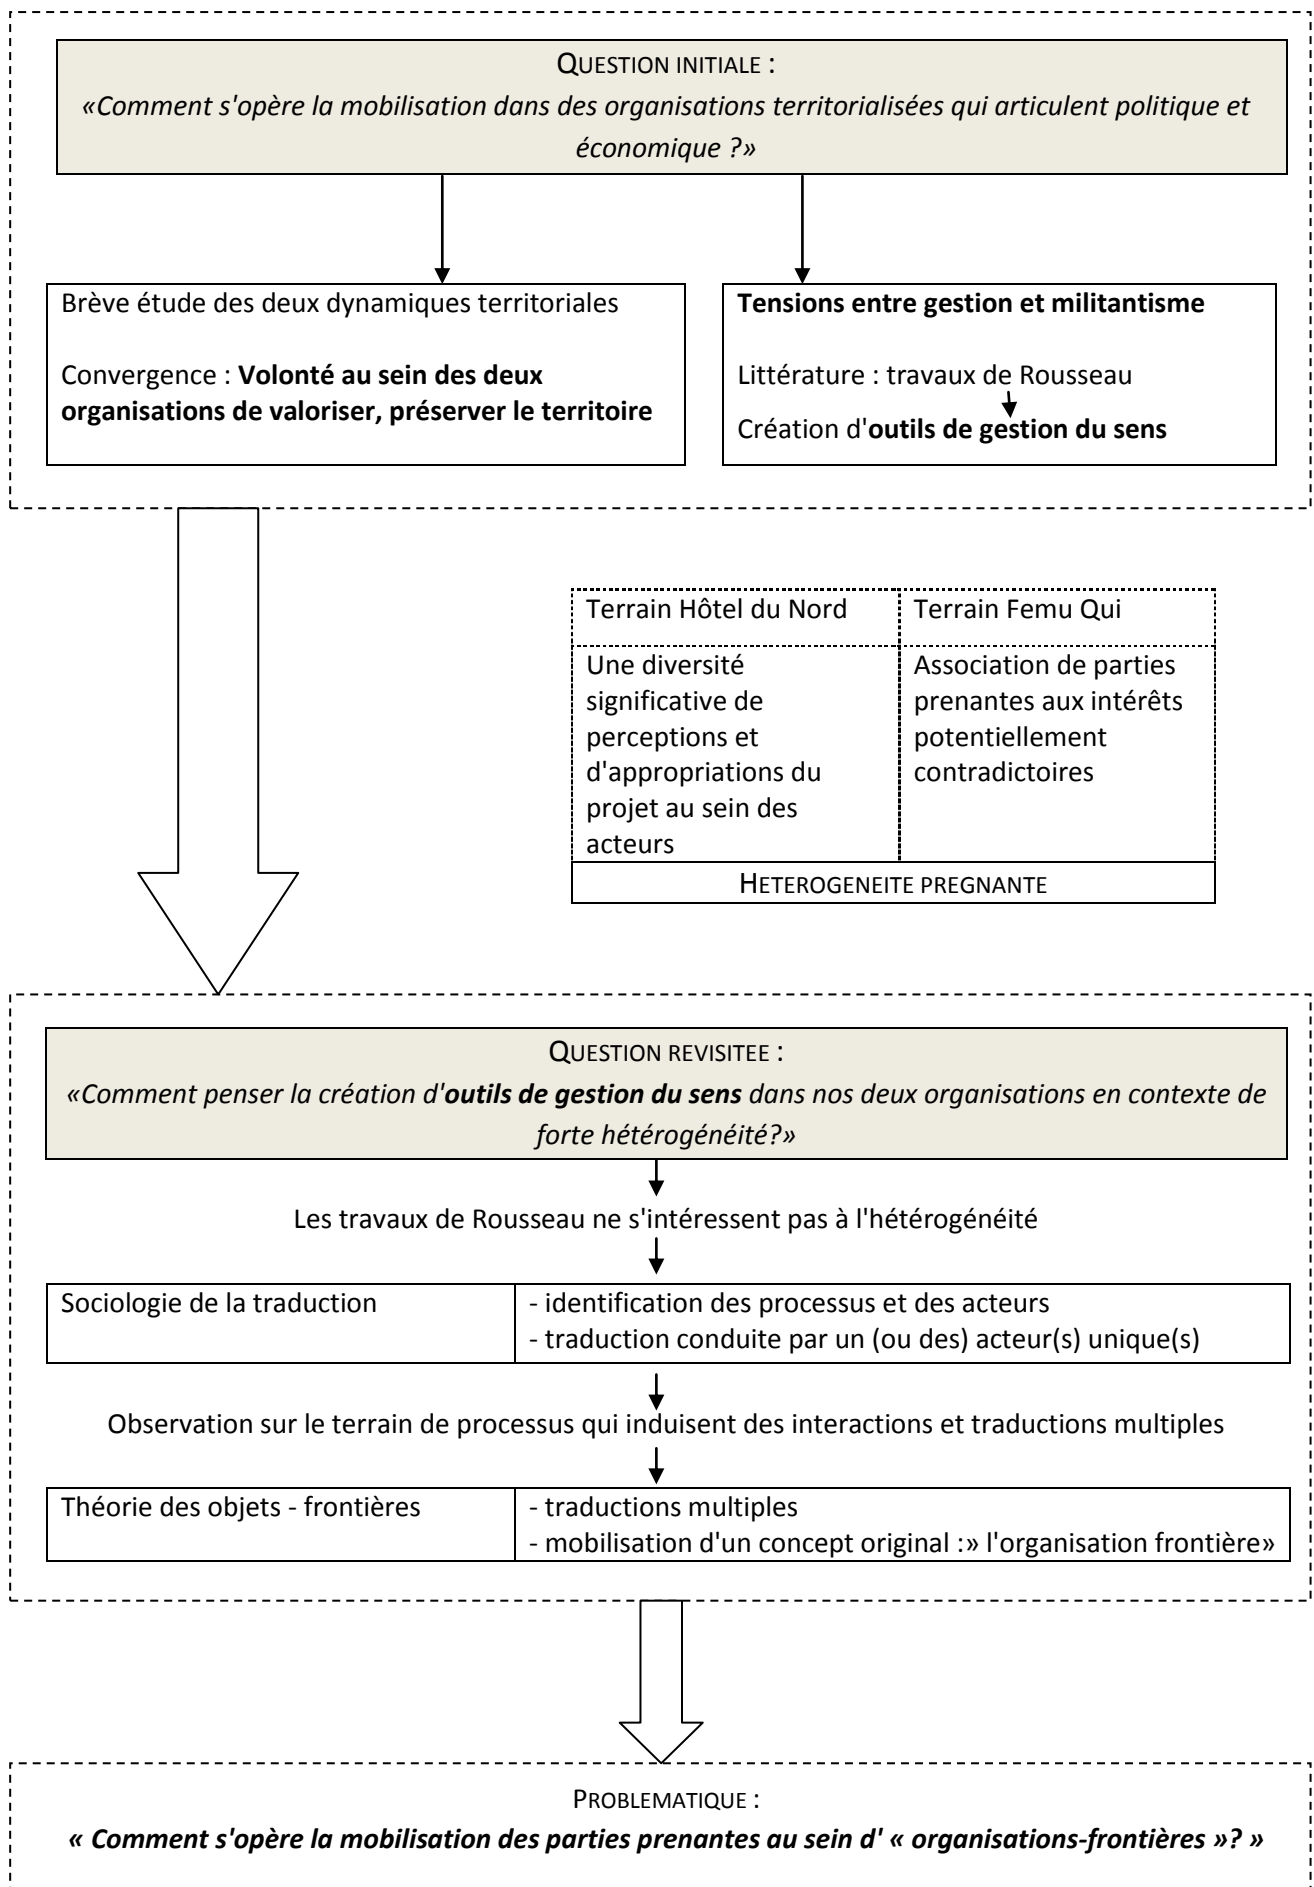 QUESTION INITIALE :
«Comment s'opère la mobilisation dans des organisations territorialisées qui articulent politique et
économique ?»
Brève étude des deux dynamiques territoriales
Convergence : Volonté au sein des deux
organisations de valoriser, préserver le territoire
Tensions entre gestion et militantisme
Littérature : travaux de Rousseau
Création d'outils de gestion du sens
Terrain Hôtel du Nord
Une diversité
significative de
perceptions et
d'appropriations du
projet au sein des
acteurs
Terrain Femu Qui
Association de parties
prenantes aux intérêts
potentiellement
contradictoires
HETEROGENEITE PREGNANTE
QUESTION REVISITEE :
«Comment penser la création d'outils de gestion du sens dans nos deux organisations en contexte de
forte hétérogénéité?»
Les travaux de Rousseau ne s'intéressent pas à l'hétérogénéité
Sociologie de la traduction
- identification des processus et des acteurs
- traduction conduite par un (ou des) acteur(s) unique(s)
Observation sur le terrain de processus qui induisent des interactions et traductions multiples
Théorie des objets - frontières
- traductions multiples
- mobilisation d'un concept original :» l'organisation frontière»
PROBLEMATIQUE :
« Comment s'opère la mobilisation des parties prenantes au sein d' « organisations-frontières »? »